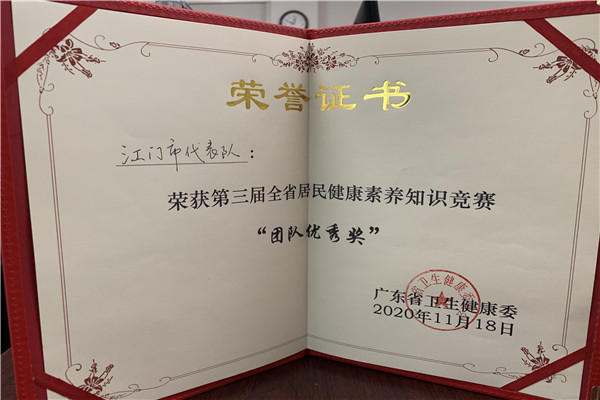 荣誉证书
江门市代表队：
荣获第三届全省居民健康素养知识竞赛
“团队优秀奖”
广东省卫生健康委
2020年11月18日